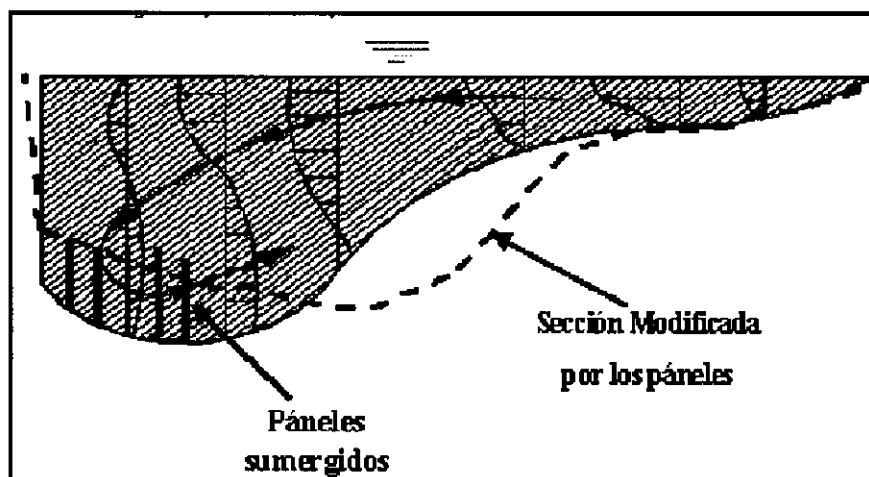 Sección Modificada
por los páneles
Páneles
sumergidos